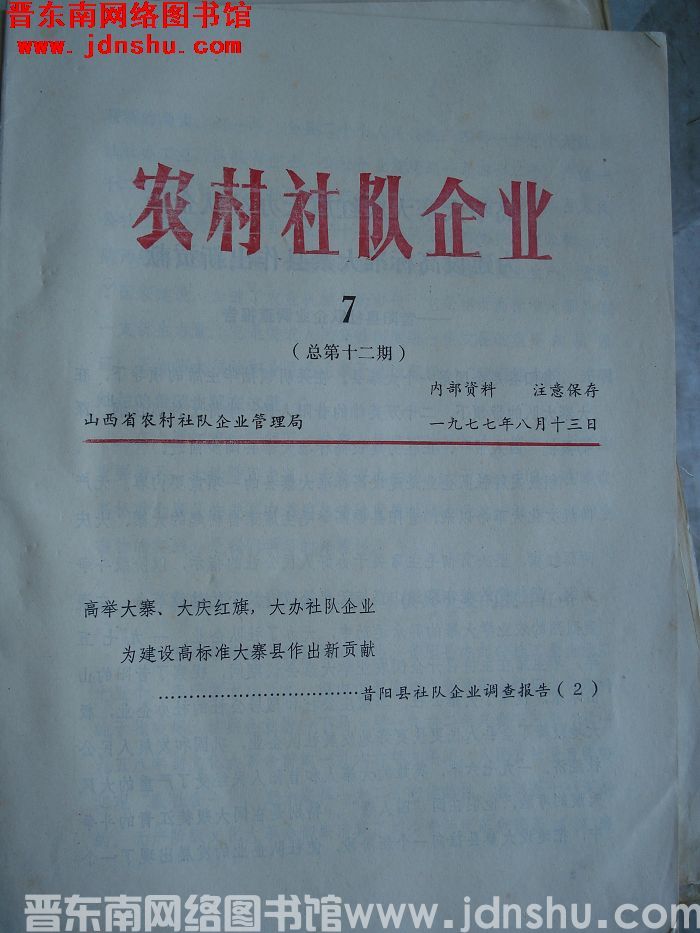 晋东南网络图书馆
www.jdnshu.com
农村社队企业
7
（总第十二期）
内部资料 注意保存
山西省农村社队企业管理局 一九七七年八月十三日
高举大寨、大庆红旗，大办社队企业
为建设高标准大寨县作出新贡献
………………………………昔阳县社队企业调查报告（2）
晋东南网络图书馆 www.jdnshu.com